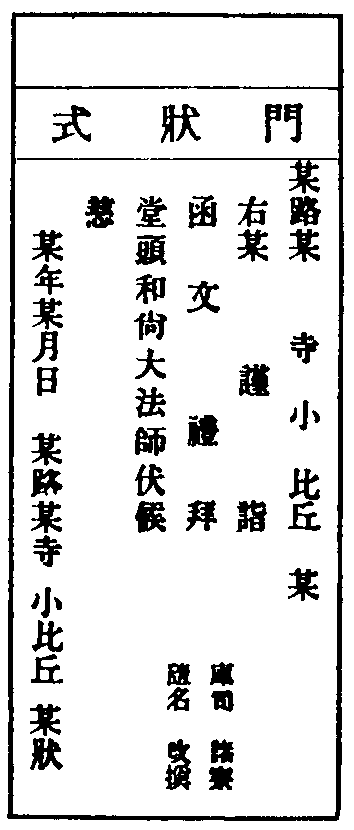 門狀式
某路某 寺小比丘 某
右某 謹 詣
函文禮拜
堂頭和尚大法師伏候
慈
某年某月日 某路某寺小比丘某狀
庫司 寮
隨名 改換